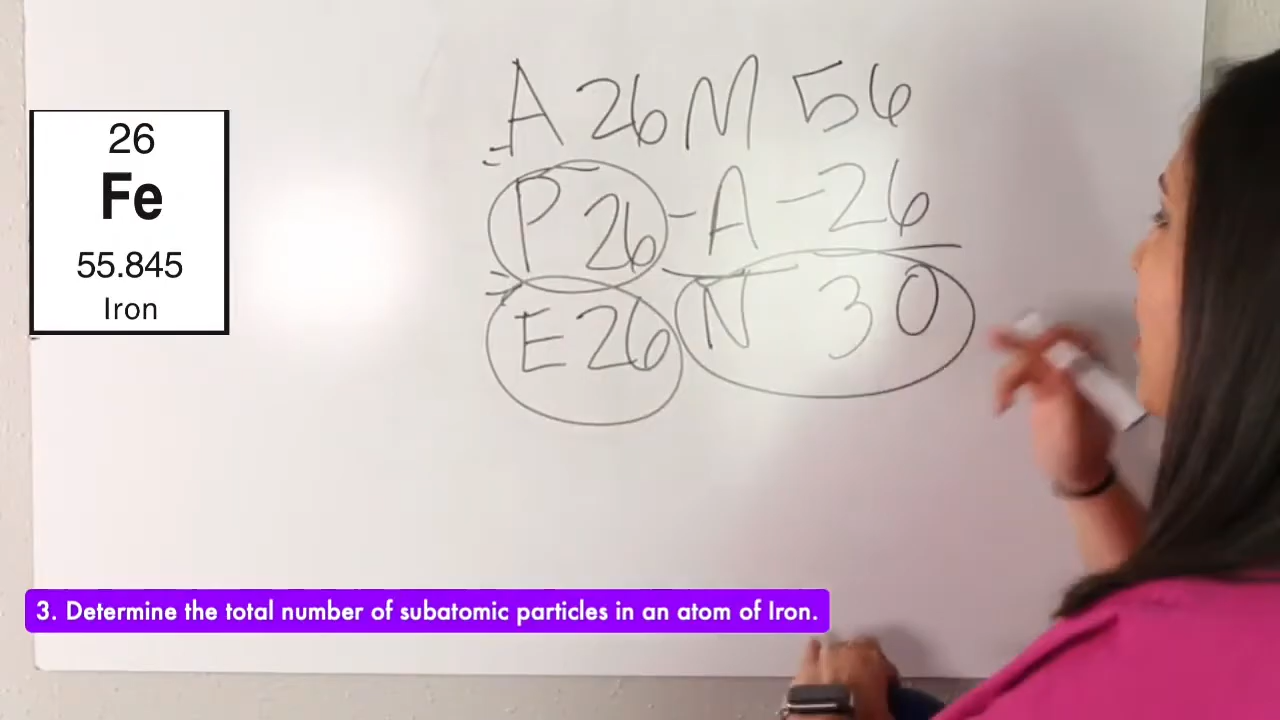 26
Fe
55.845
Iron
A 26 M 56
= P 26 - A - 26
= E 26 N 30
3. Determine the total number of subatomic particles in an atom of Iron.